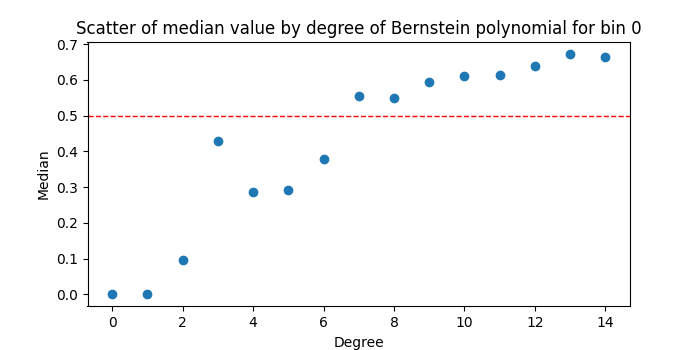 Scatter of median value by degree of Bernstein polynomial for bin 0
0.7
0.6
0.5
0.4
0.3
0.2
0.1
0.0
Median
0 2 4 6 8 10 12 14
Degree